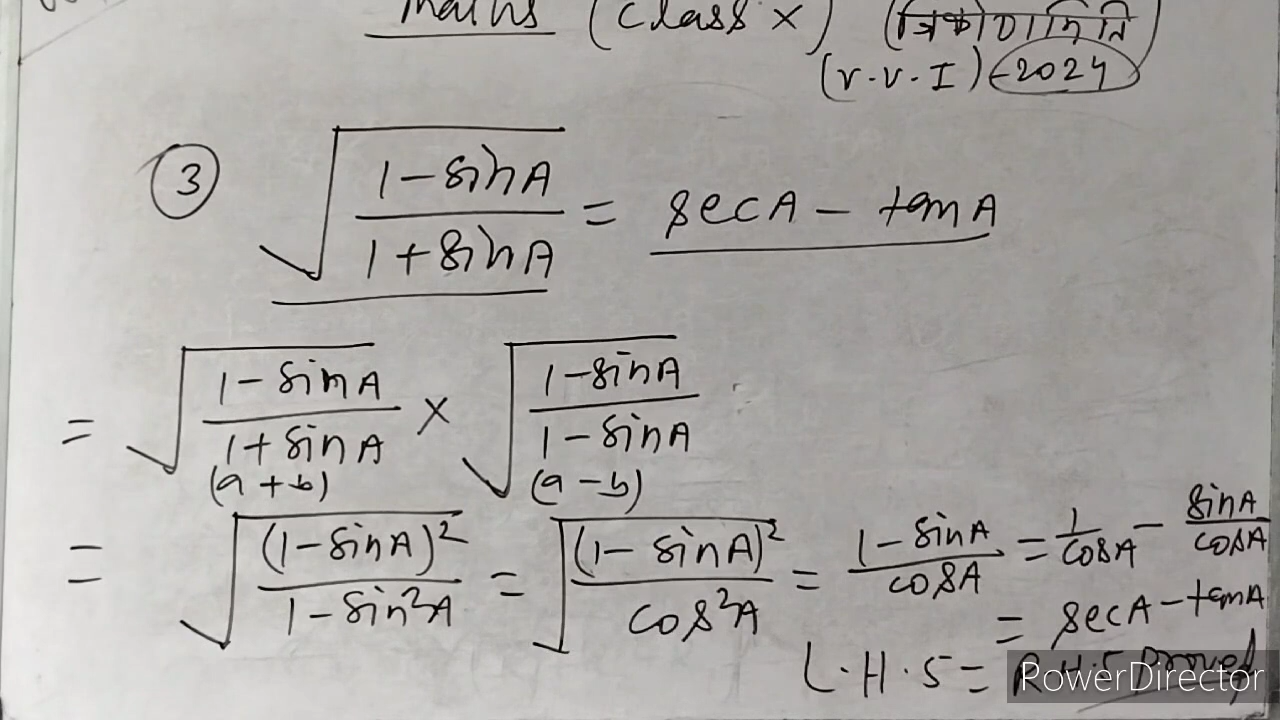 Maths (Class X) (त्रिकोणमिति)
(V.V.I) -2024
3 √(1-sinA / 1+sinA) = secA - tanA
= √(1-sinA / 1+sinA) × √(1-sinA / 1-sinA)
(a+b) (a-b)
= √((1-sinA)² / 1-sin²A) = √((1-sinA)² / cos²A) = 1-sinA / cosA = 1/cosA - sinA/cosA
= secA - tanA
L.H.S = R.H.S Proved
PowerDirector